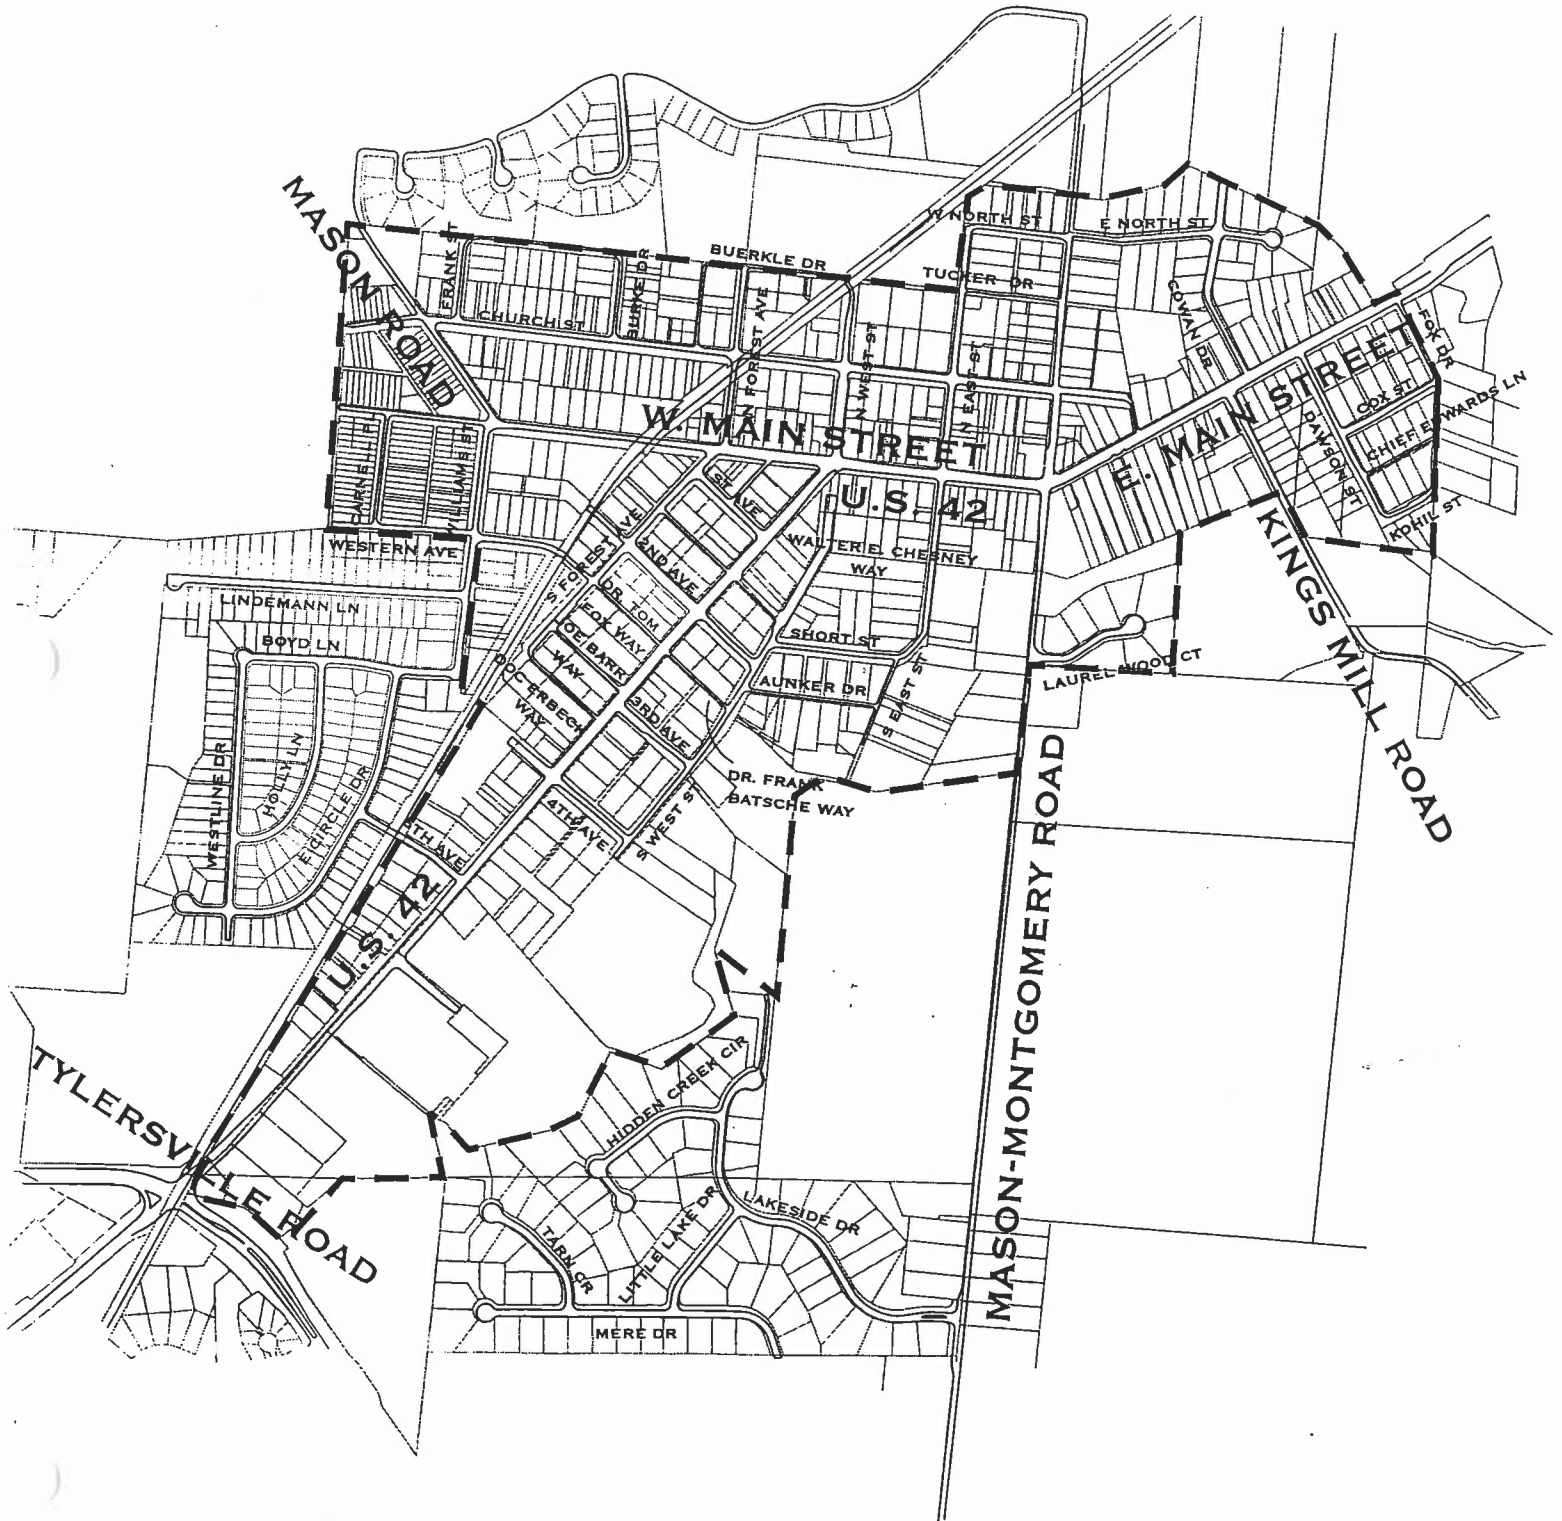 MASON ROAD
FRANK ST
BURKE DR
BUERKLE DR
W NORTH ST
E NORTH ST
TUCKER DR
COWAN DR
FOX DR
CHURCH ST
N FOREST AVE
N WEST ST
N EAST ST
COX ST
CHIEF EDWARDS LN
DAWSON ST
KOHIL ST
W. MAIN STREET
E. MAIN STREET
U.S. 42
KINGS MILL ROAD
WILLIAM ST
WESTERN AVE
ST AVE
2ND AVE
S FOREST AVE
WALTER E. CHESNEY
WAY
LINDEMANN LN
BOYD LN
DR. TOM
FOX WAY
JOE BARR
WAY
DOC ERBECK
WAY
3RD AVE
SHORT ST
AUNKER DR
S EAST ST
LAUREL WOOD CT
DR. FRANK
BATSCHE WAY
WESTLINE DR
HOLLY LN
E CIRCLE DR
4TH AVE
S WEST ST
U.S. 42
MASON-MONTGOMERY ROAD
TYLERSVILLE ROAD
HIDDEN CREEK CIR
LAKESIDE DR
LITTLE LAKE DR
TARN CR
MERE DR